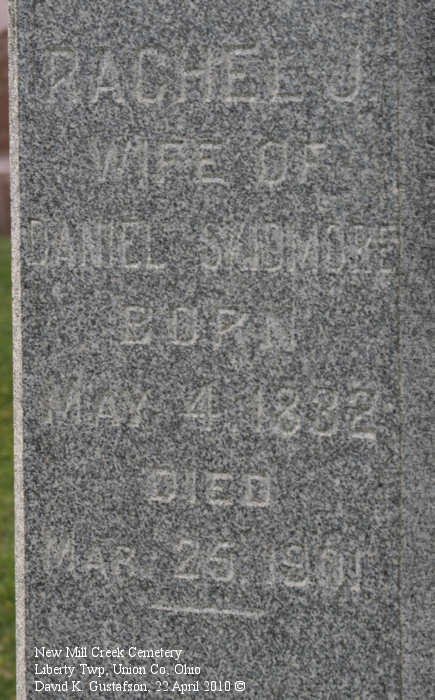 RACHEL J
WIFE OF
DANIEL SKIDMORE
BORN
MAY 4, 1832
DIED
MAR. 25, 1901
New Mill Creek Cemetery
Liberty Twp, Union Co, Ohio
David K. Gustafson, 22 April 2010 ©